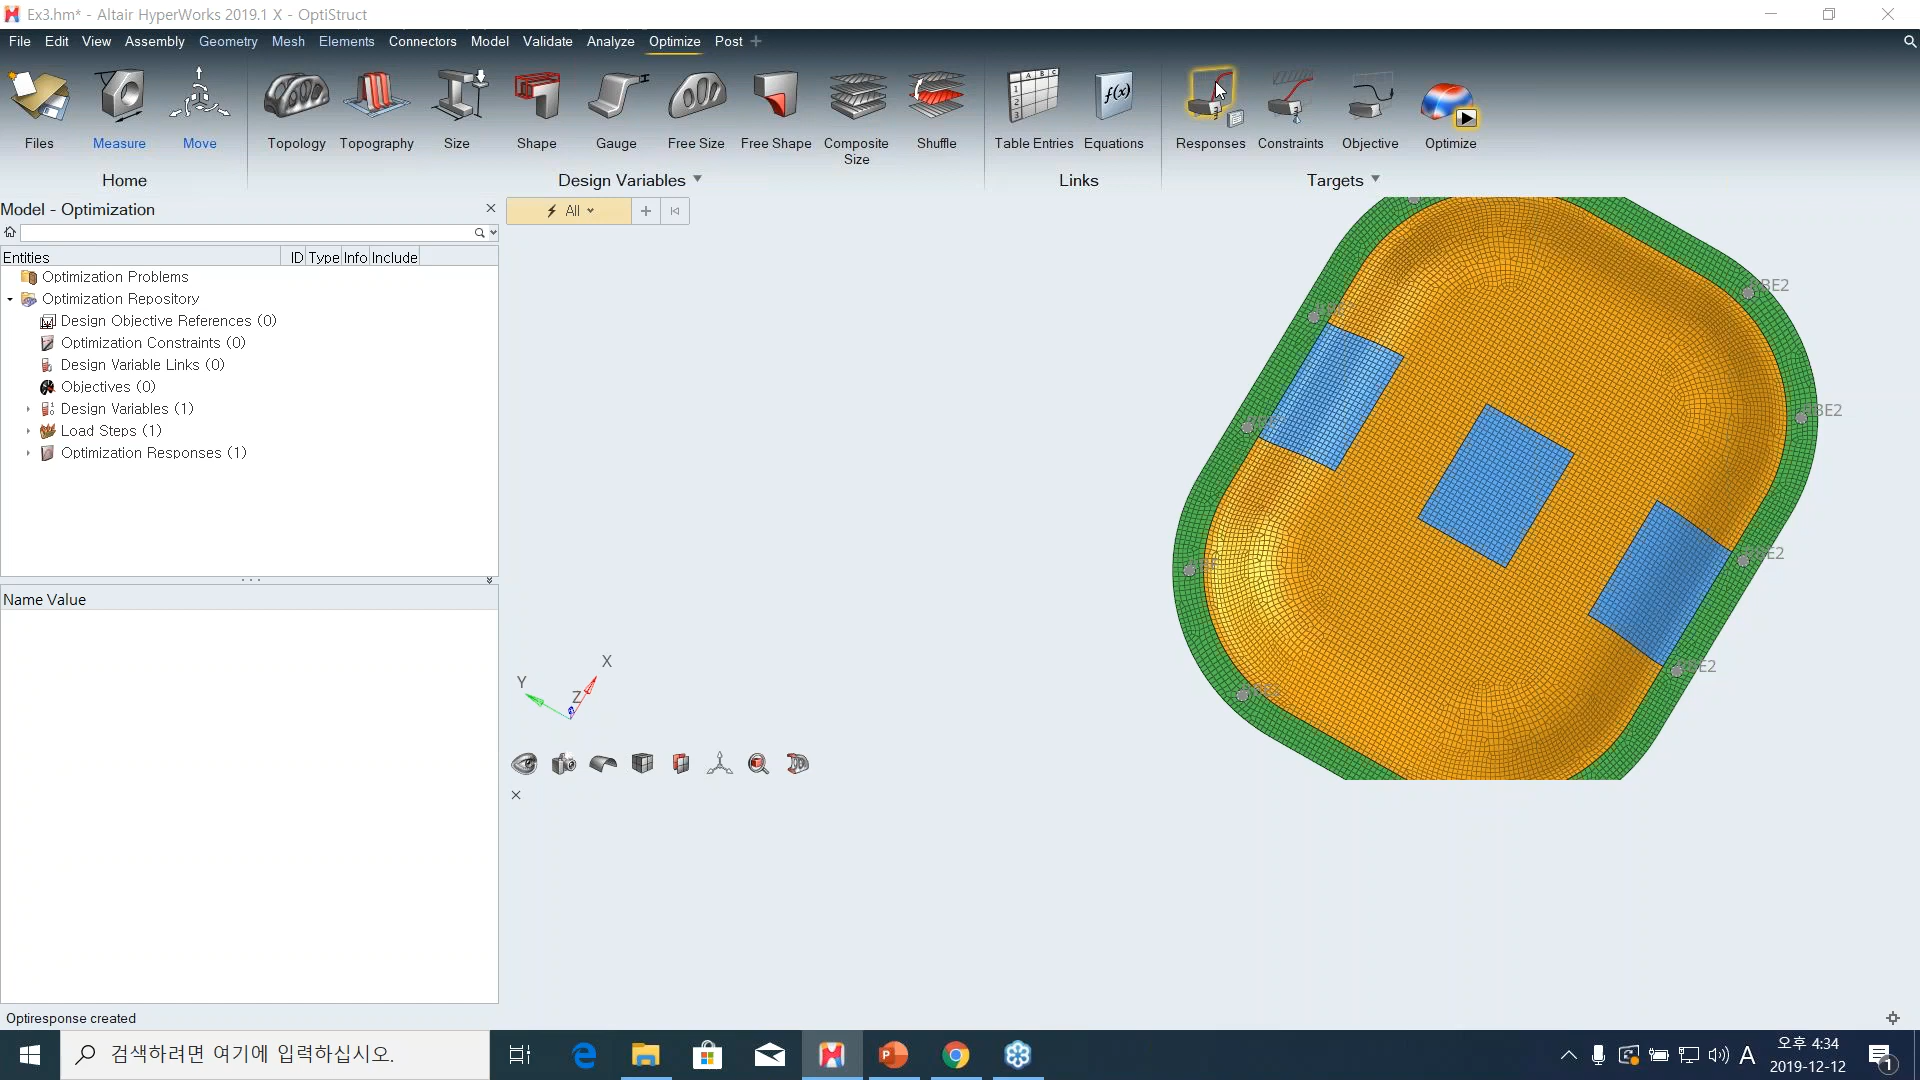 Ex3.hm* - Altair HyperWorks 2019.1 X - OptiStruct
File Edit View Assembly Geometry Mesh Elements Connectors Model Validate Analyze Optimize Post
Files Measure Move Topology Topography Size Shape Gauge Free Size Free Shape Composite Size Shuffle Table Entries Equations Responses Constraints Objective Optimize
Home Design Variables Links Targets
Model - Optimization
All
Entities ID Type Info Include
Optimization Problems
Optimization Repository
Design Objective References (0)
Optimization Constraints (0)
Design Variable Links (0)
Objectives (0)
Design Variables (1)
Load Steps (1)
Optimization Responses (1)
Name Value
X
Y
Z
Optiresponse created
검색하려면 여기에 입력하십시오.
A
오후 4:34
2019-12-12
1